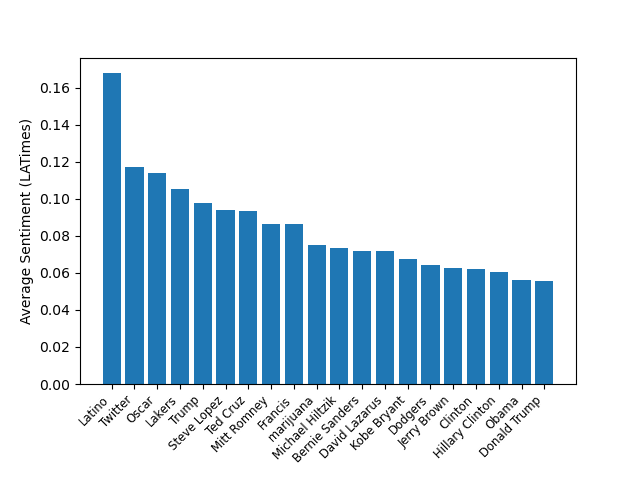 0.16
0.14
0.12
0.10
0.08
0.06
0.04
0.02
0.00
Average Sentiment (LATimes)
Latino
Twitter
Oscar
Lakers
Trump
Steve Lopez
Ted Cruz
Mitt Romney
Francis
marijuana
Michael Hiltzik
Bernie Sanders
David Lazarus
Kobe Bryant
Dodgers
Jerry Brown
Clinton
Hillary Clinton
Obama
Donald Trump